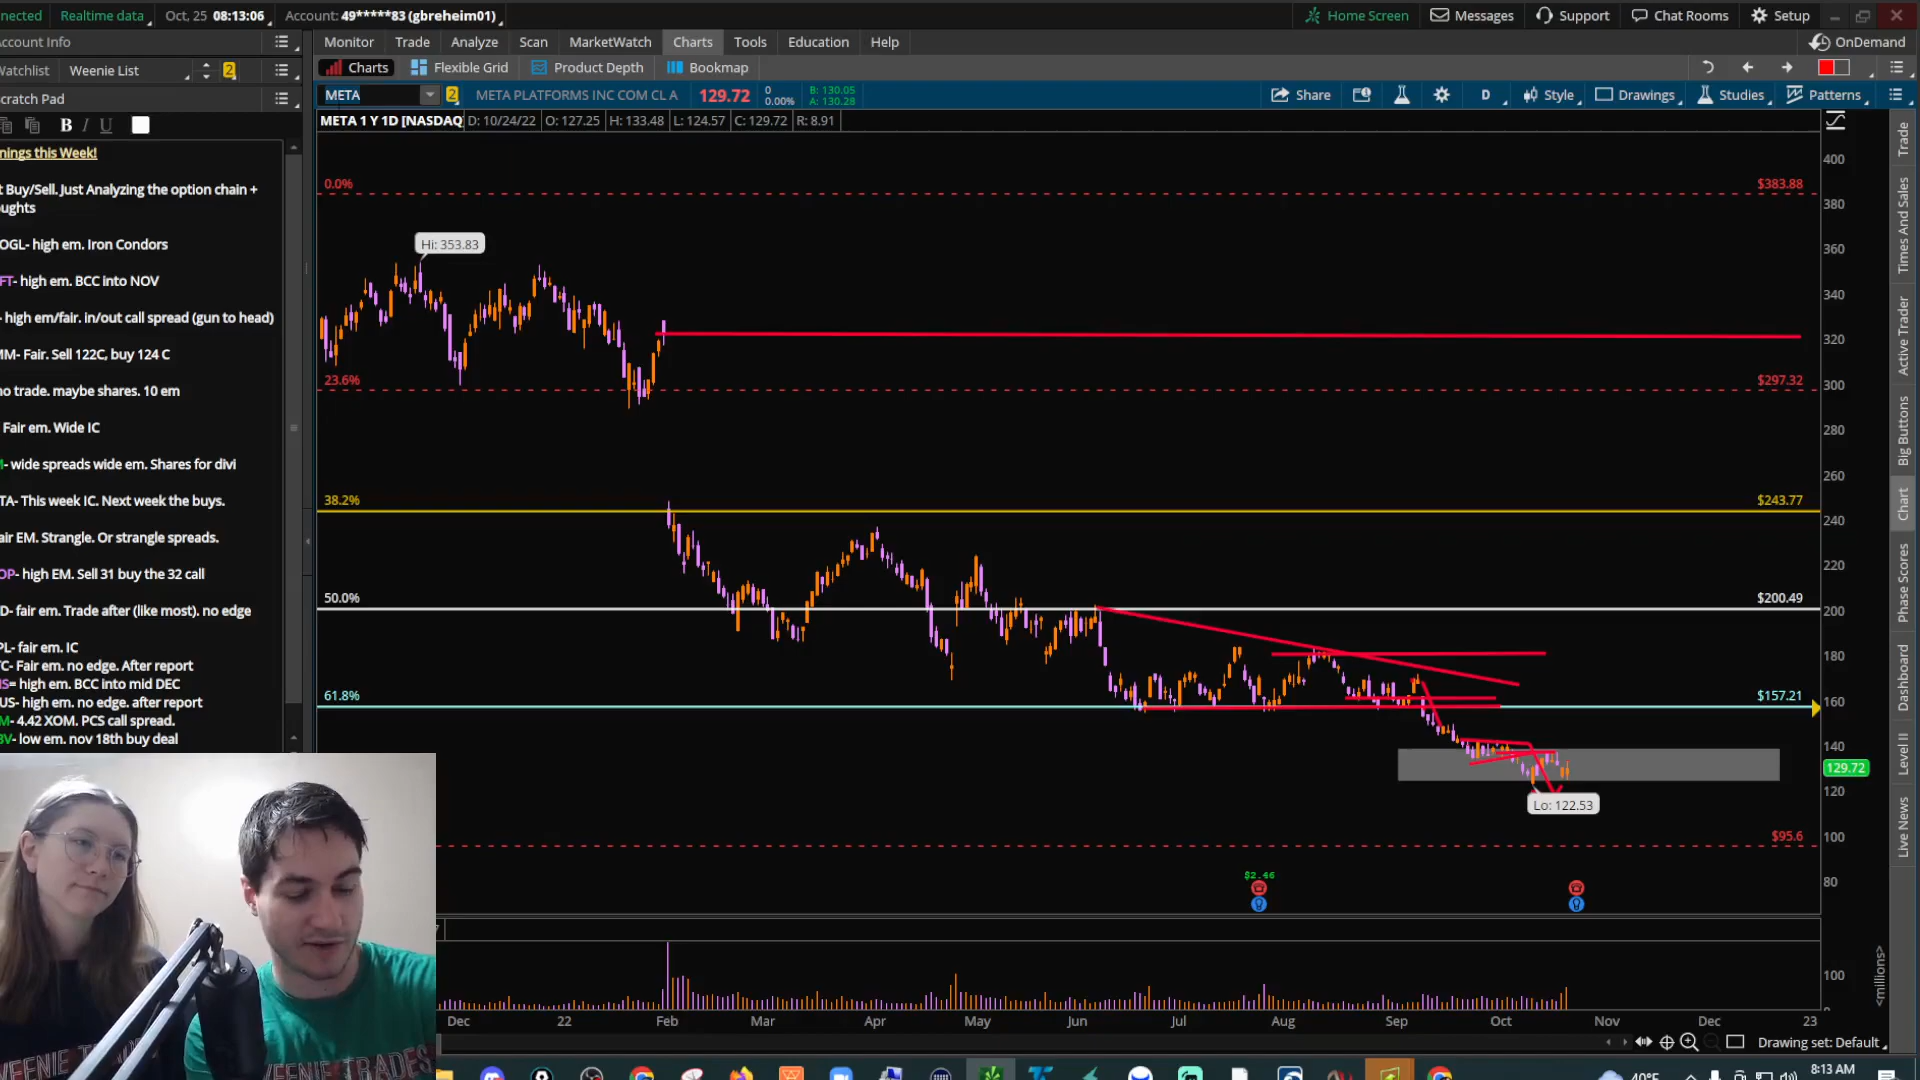 nected Realtime data Oct, 25 08:13:06 Account: 49*****83 (gbreheim01) Home Screen Messages Support Chat Rooms Setup
Account Info
Monitor Trade Analyze Scan MarketWatch Charts Tools Education Help OnDemand
Watchlist Weenie List 2
Charts Flexible Grid Product Depth Bookmap
cratch Pad
META 2 META PLATFORMS INC COM CL A 129.72 0 0.00% B: 130.05 A: 130.28 Share D Style Drawings Studies Patterns
B I U
META 1 Y 1D [NASDAQ] D: 10/24/22 O: 127.25 H: 133.48 L: 124.57 C: 129.72 R: 8.91
nings this Week!
t Buy/Sell. Just Analyzing the option chain +
oughts
OGL- high em. Iron Condors
FT- high em. BCC into NOV
- high em/fair. in/out call spread (gun to head)
MM- Fair. Sell 122C, buy 124 C
no trade. maybe shares. 10 em
Fair em. Wide IC
- wide spreads wide em. Shares for divi
TA- This week IC. Next week the buys.
air EM. Strangle. Or strangle spreads.
OP- high EM. Sell 31 buy the 32 call
D- fair em. Trade after (like most). no edge
PL- fair em. IC
C- Fair em. no edge. After report
S= high em. BCC into mid DEC
US- high em. no edge. after report
M- 4.42 XOM. PCS call spread.
BV- low em. nov 18th buy deal
0.0% $383.88
Hi: 353.83
23.6% $297.32
38.2% $243.77
50.0% $200.49
61.8% $157.21
Lo: 122.53
$95.6
$2.46
400
380
360
340
320
300
280
260
240
220
200
180
160
140
129.72
120
100
80
100
<millions>
Trade
Times And Sales
Active Trader
Big Buttons
Chart
Phase Scores
Dashboard
Level II
Live News
Dec 22 Feb Mar Apr May Jun Jul Aug Sep Oct Nov Dec 23
Drawing set: Default
WEENIE TRADES
40°F 8:13 AM